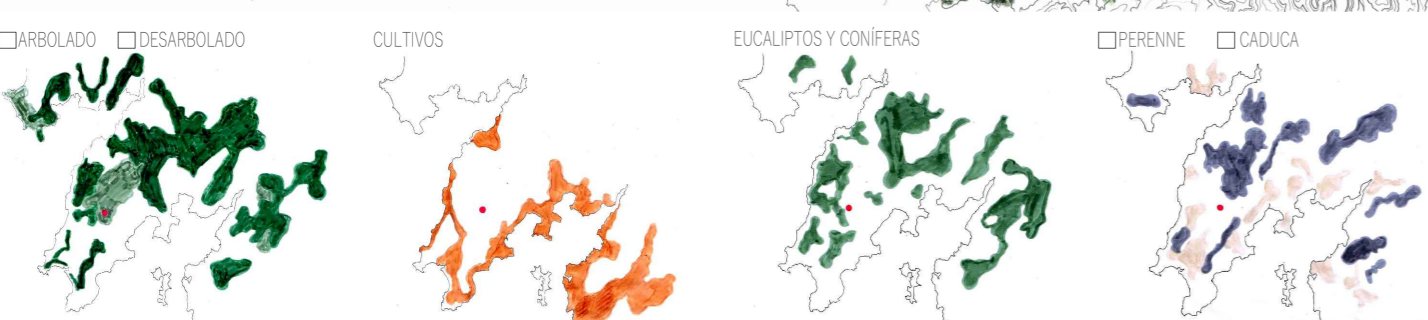 ARBOLADO DESARBOLADO
CULTIVOS
EUCALIPTOS Y CONÍFERAS
PERENNE CADUCA